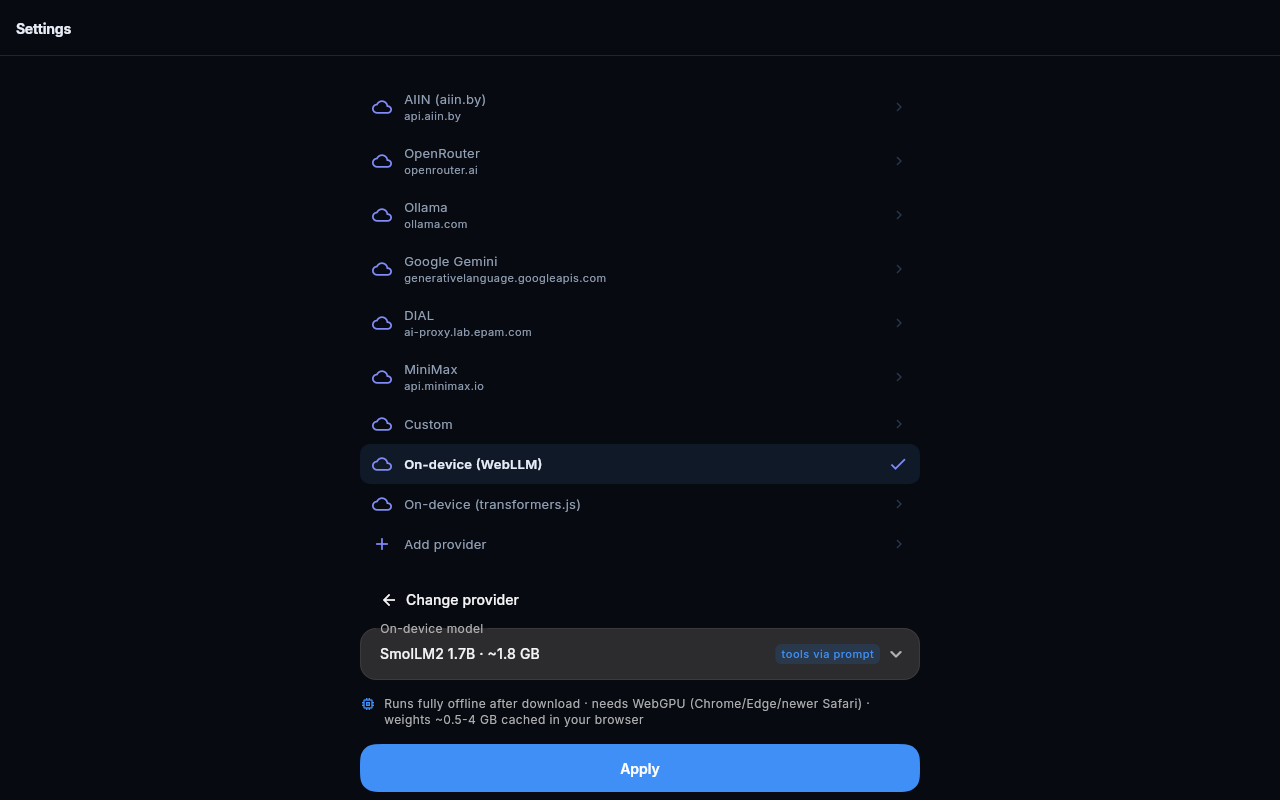 Settings
AIIN (aiin.by)
api.aiin.by
OpenRouter
openrouter.ai
Ollama
ollama.com
Google Gemini
generativelanguage.googleapis.com
DIAL
ai-proxy.lab.epam.com
MiniMax
api.minimax.io
Custom
On-device (WebLLM)
On-device (transformers.js)
Add provider
Change provider
On-device model
SmolLM2 1.7B · ~1.8 GB tools via prompt
Runs fully offline after download · needs WebGPU (Chrome/Edge/newer Safari) ·
weights ~0.5-4 GB cached in your browser
Apply